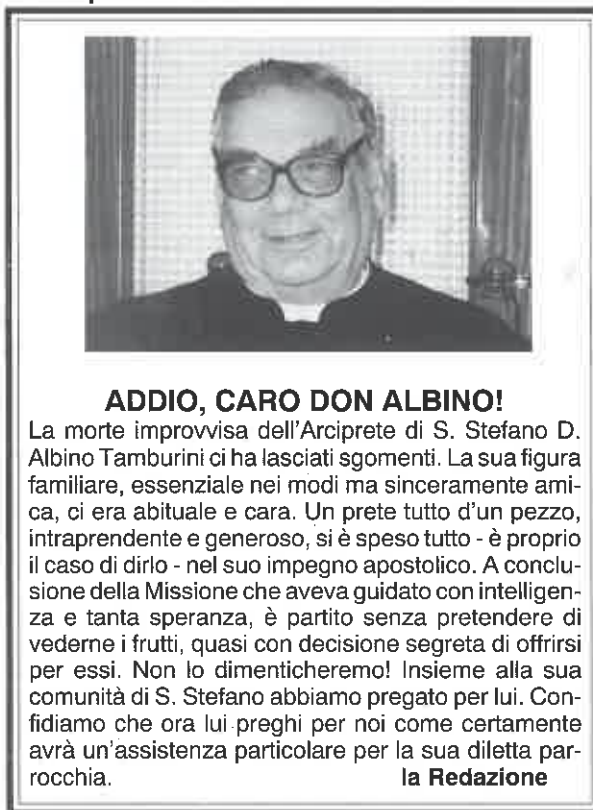 ADDIO, CARO DON ALBINO!
La morte improvvisa dell'Arciprete di S. Stefano D.
Albino Tamburini ci ha lasciati sgomenti. La sua figura
familiare, essenziale nei modi ma sinceramente ami-
ca, ci era abituale e cara. Un prete tutto d'un pezzo,
intraprendente e generoso, si è speso tutto - è proprio
il caso di dirlo - nel suo impegno apostolico. A conclu-
sione della Missione che aveva guidato con intelligen-
za e tanta speranza, è partito senza pretendere di
vederne i frutti, quasi con decisione segreta di offrirsi
per essi. Non lo dimenticheremo! Insieme alla sua
comunità di S. Stefano abbiamo pregato per lui. Con-
fidiamo che ora lui preghi per noi come certamente
avrà un'assistenza particolare per la sua diletta par-
rocchia. la Redazione